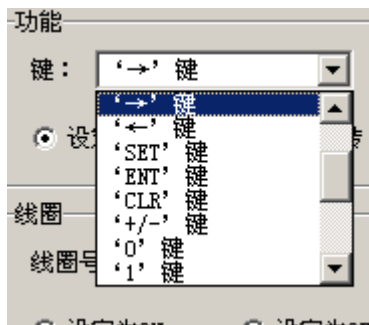 功能
键： ‘→’ 键
‘→’ 键
‘←’ 键
‘SET’ 键
‘ENT’ 键
‘CLR’ 键
‘+/-’ 键
‘0’ 键
‘1’ 键
线圈
线圈号